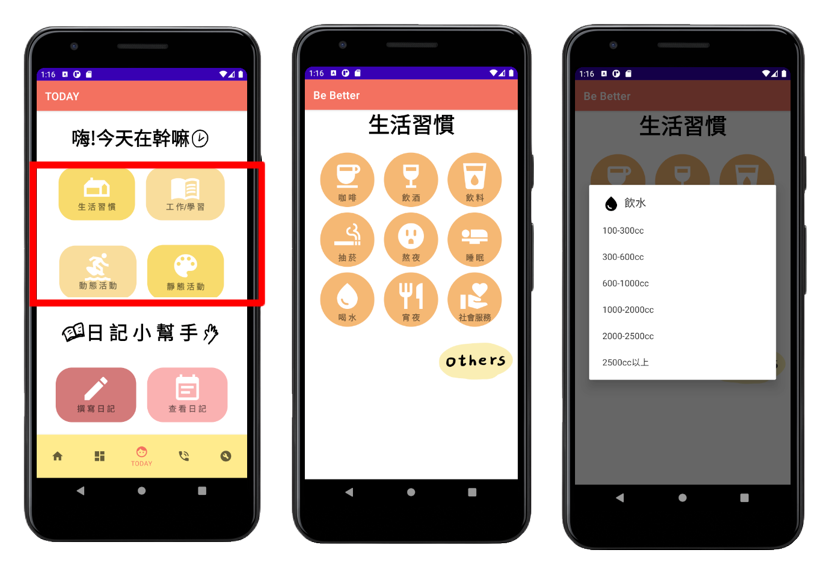 1:16
TODAY
嗨!今天在幹嘛
生活習慣
工作/學習
動態活動
靜態活動
日記小幫手
撰寫日記
查看日記
TODAY
1:16
Be Better
生活習慣
咖啡
飲酒
飲料
抽菸
熬夜
睡眠
喝水
宵夜
社會服務
others
1:16
Be Better
生活習慣
飲水
100-300cc
300-600cc
600-1000cc
1000-2000cc
2000-2500cc
2500cc以上